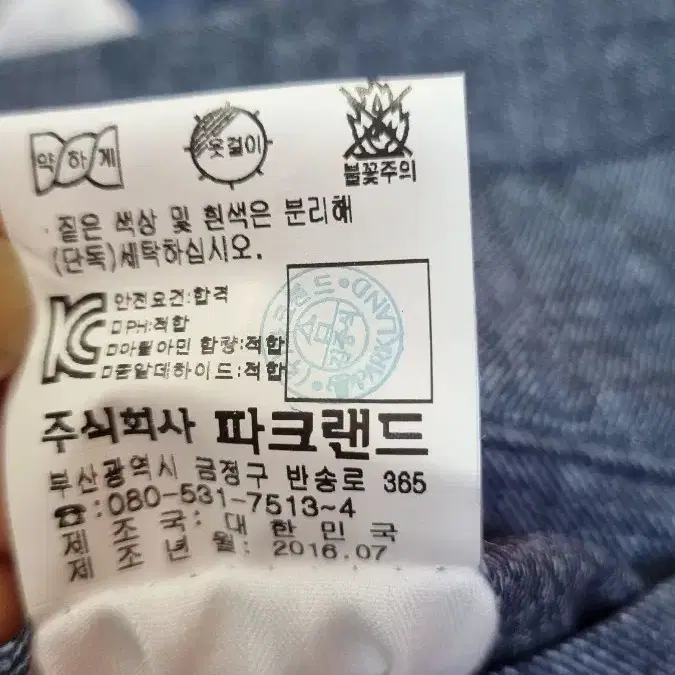 약하게
옷걸이
불꽃주의
· 짙은 색상 및 흰색은 분리해
(단독)세탁하십시오.
KC
안전요건:합격
□PH:적합
□아릴아민 함량:적합
□폼알데하이드:적합
PARKLAND
주식회사 파크랜드
부산광역시 금정구 반송로 365
☎:080-531-7513~4
제 조 국: 대 한 민 국
제 조 년 월: 2016.07